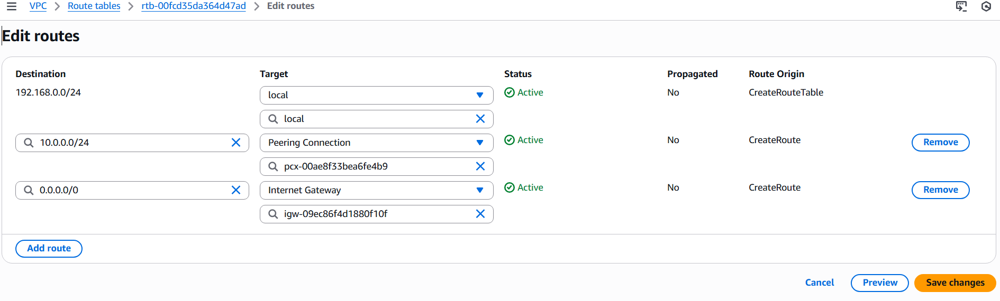 VPC > Route tables > rtb-00fcd35da364d47ad > Edit routes
Edit routes
Destination Target Status Propagated Route Origin
192.168.0.0/24 local Active No CreateRouteTable
local
10.0.0.0/24 Peering Connection Active No CreateRoute Remove
pcx-00ae8f33bea6fe4b9
0.0.0.0/0 Internet Gateway Active No CreateRoute Remove
igw-09ec86f4d1880f10f
Add route
Cancel Preview Save changes